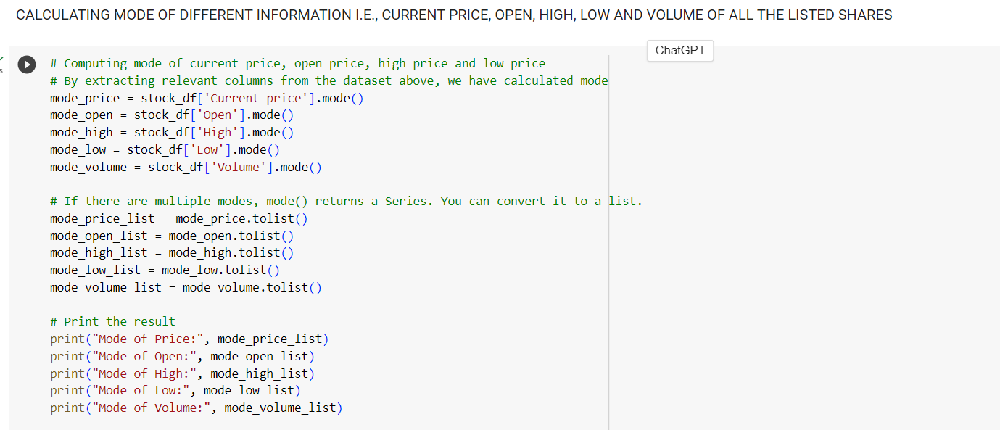 CALCULATING MODE OF DIFFERENT INFORMATION I.E., CURRENT PRICE, OPEN, HIGH, LOW AND VOLUME OF ALL THE LISTED SHARES
ChatGPT
s
# Computing mode of current price, open price, high price and low price
# By extracting relevant columns from the dataset above, we have calculated mode
mode_price = stock_df['Current price'].mode()
mode_open = stock_df['Open'].mode()
mode_high = stock_df['High'].mode()
mode_low = stock_df['Low'].mode()
mode_volume = stock_df['Volume'].mode()
# If there are multiple modes, mode() returns a Series. You can convert it to a list.
mode_price_list = mode_price.tolist()
mode_open_list = mode_open.tolist()
mode_high_list = mode_high.tolist()
mode_low_list = mode_low.tolist()
mode_volume_list = mode_volume.tolist()
# Print the result
print("Mode of Price:", mode_price_list)
print("Mode of Open:", mode_open_list)
print("Mode of High:", mode_high_list)
print("Mode of Low:", mode_low_list)
print("Mode of Volume:", mode_volume_list)